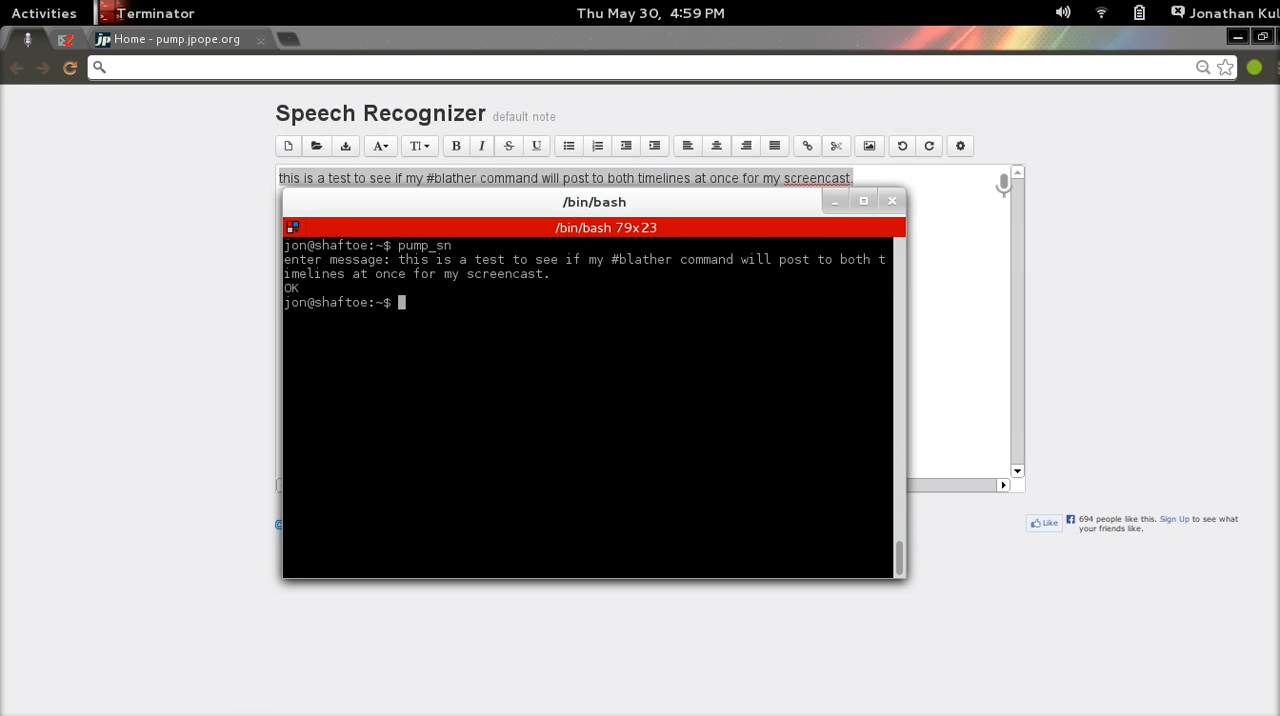 Activities Terminator Thu May 30, 4:59 PM Jonathan Kul
jp Home - pump.jpope.org
Speech Recognizer default note
A TI B I S U
this is a test to see if my #blather command will post to both timelines at once for my screencast.
/bin/bash
/bin/bash 79x23
jon@shaftoe:~$ pump_sn
enter message: this is a test to see if my #blather command will post to both t
imelines at once for my screencast.
OK
jon@shaftoe:~$
Like 694 people like this. Sign Up to see what
your friends like.